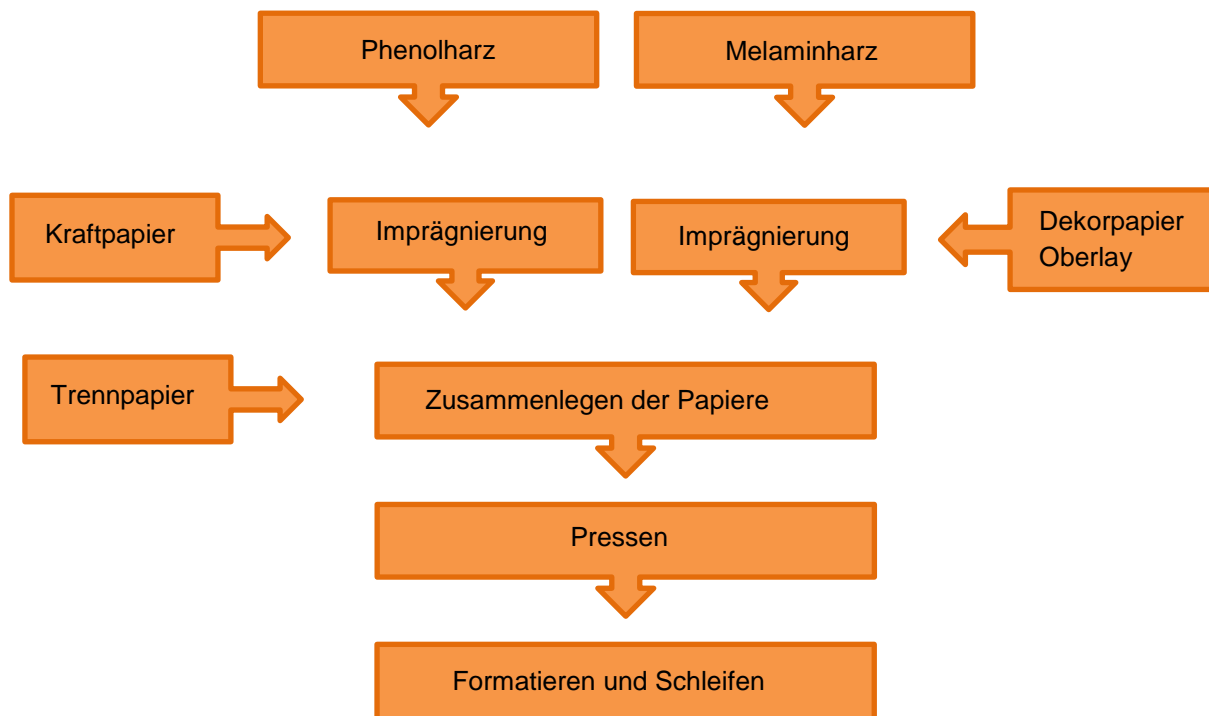 Phenolharz
Melaminharz
Kraftpapier
Imprägnierung
Imprägnierung
Dekorpapier
Oberlay
Trennpapier
Zusammenlegen der Papiere
Pressen
Formatieren und Schleifen